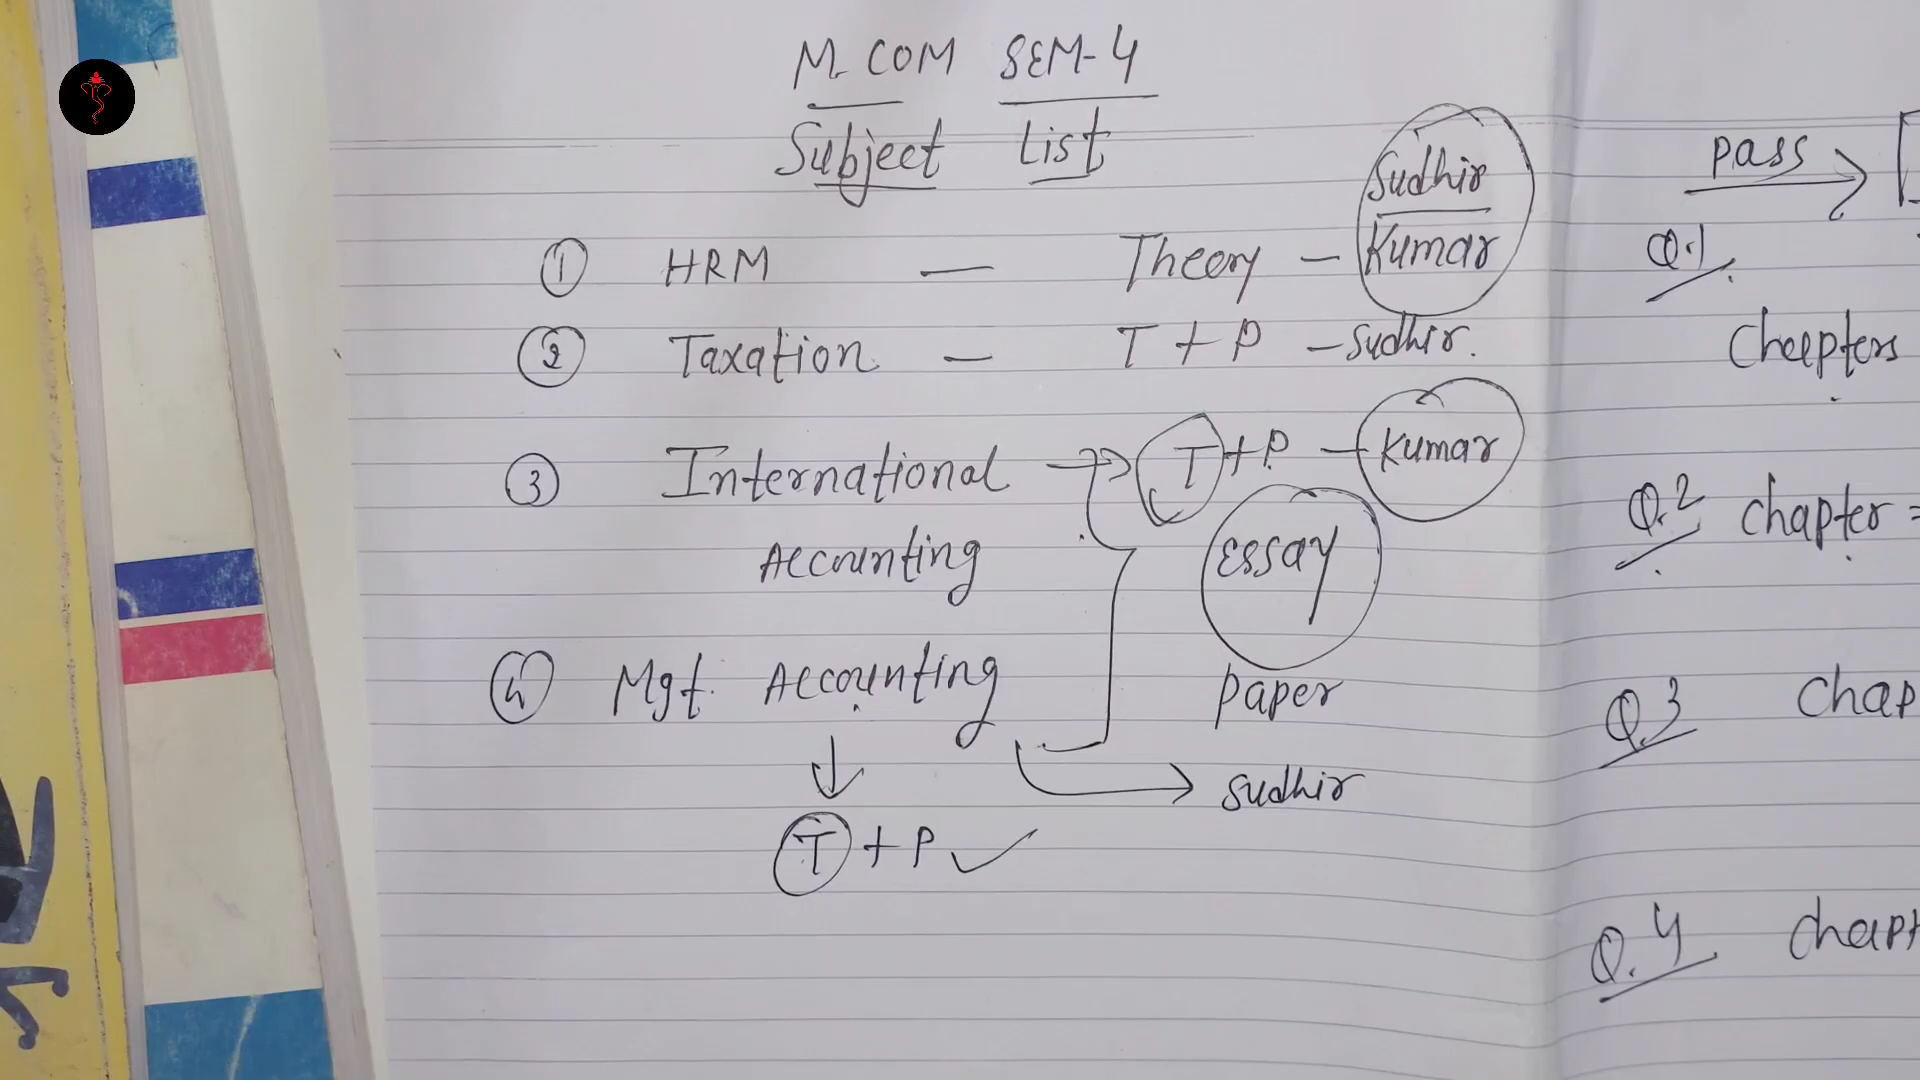 M. COM SEM-4
Subject List
① HRM — Theory — Sudhir Kumar
② Taxation — T + P — Sudhir.
③ International Accounting → T + P — Kumar
Essay paper
④ Mgt. Accounting → Sudhir
↓
T + P ✓
pass →
Q.1
Chapters
Q.2 chapter =
Q.3 Chap
Q.4 chapt